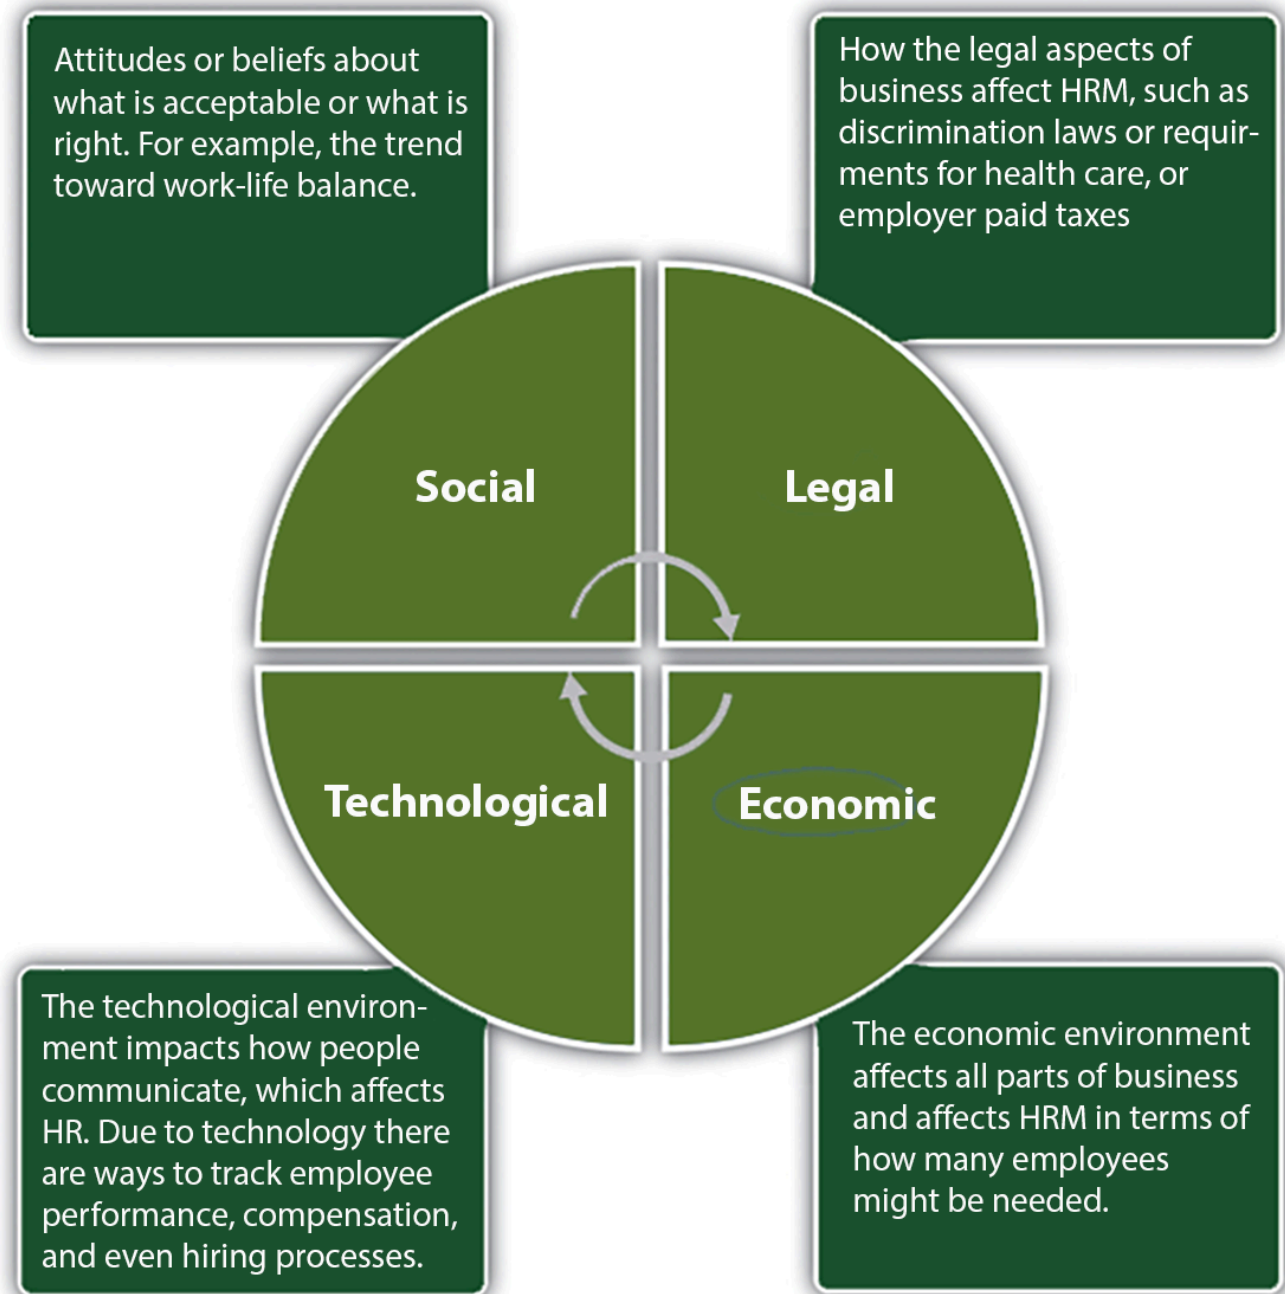 Attitudes or beliefs about
what is acceptable or what is
right. For example, the trend
toward work-life balance.
How the legal aspects of
business affect HRM, such as
discrimination laws or requir-
ments for health care, or
employer paid taxes
Social
Legal
Technological
Economic
The technological environ-
ment impacts how people
communicate, which affects
HR. Due to technology there
are ways to track employee
performance, compensation,
and even hiring processes.
The economic environment
affects all parts of business
and affects HRM in terms of
how many employees
might be needed.